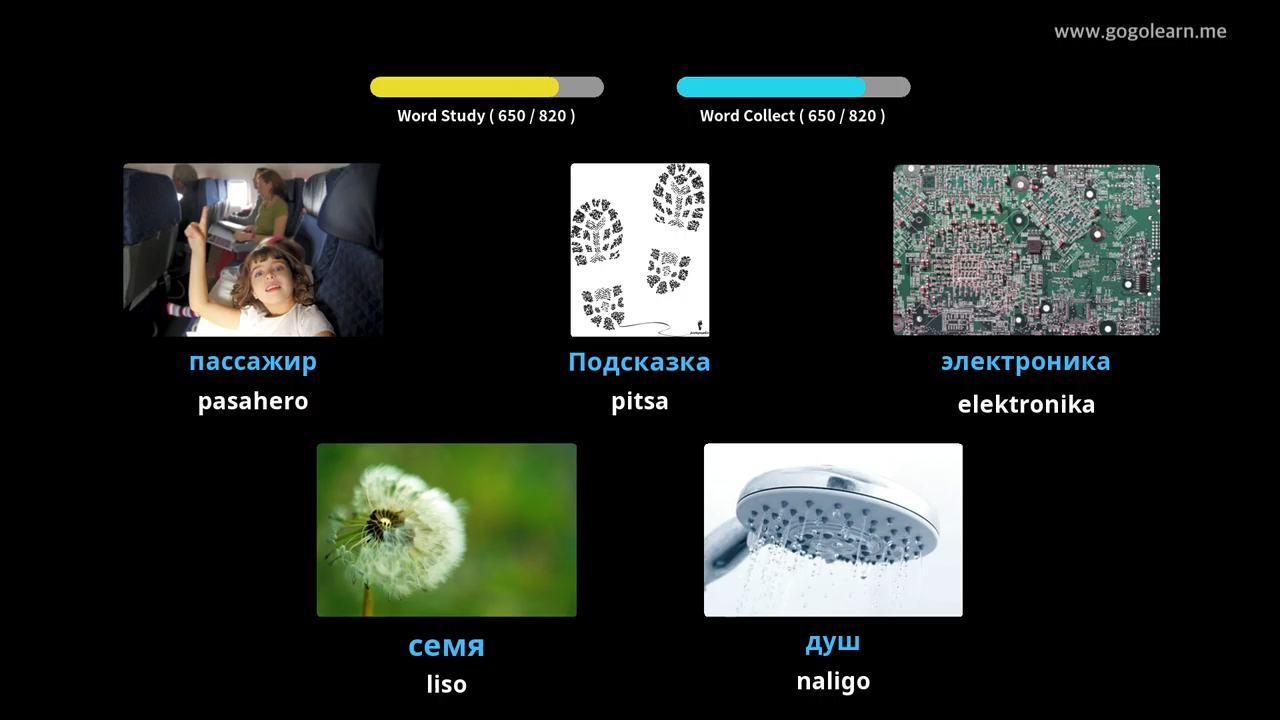 www.gogolearn.me
Word Study ( 650 / 820 )
Word Collect ( 650 / 820 )
пассажир
pasahero
Подсказка
pitsa
электроника
elektronika
семя
liso
душ
naligo